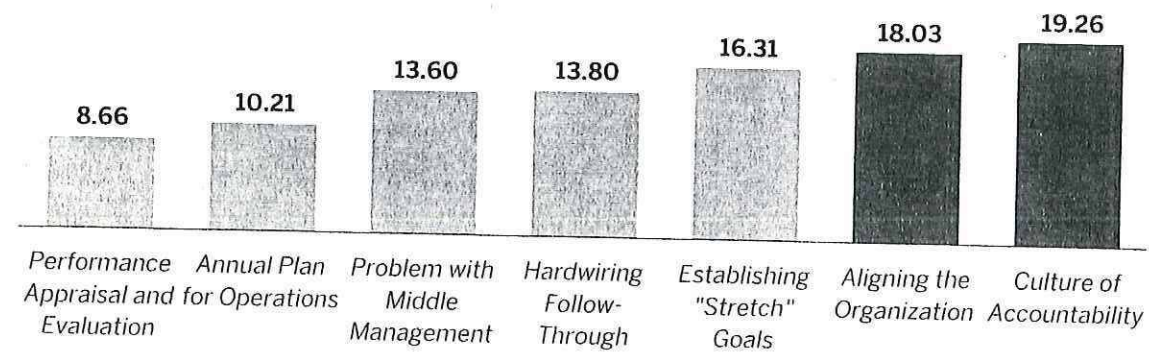 8.66
10.21
13.60
13.80
16.31
18.03
19.26
Performance
Appraisal and
Evaluation
Annual Plan
for Operations
Problem with
Middle
Management
Hardwiring
Follow-
Through
Establishing
"Stretch"
Goals
Aligning the
Organization
Culture of
Accountability